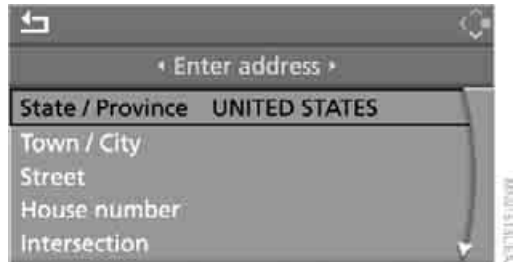 Enter address
State / Province UNITED STATES
Town / City
Street
House number
Intersection